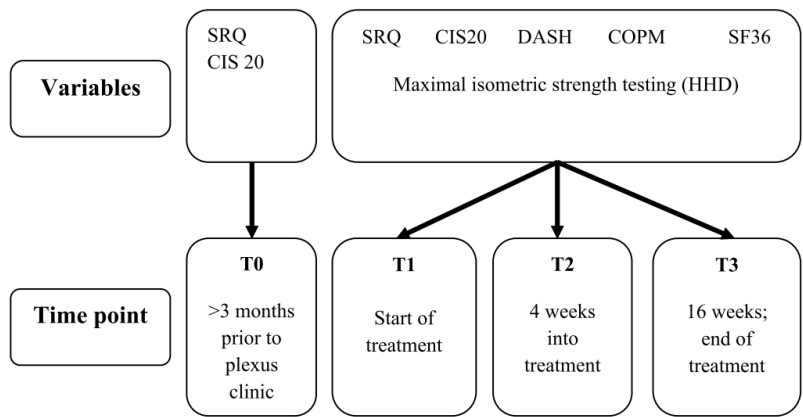 Variables
SRQ
CIS 20
SRQ CIS20 DASH COPM SF36
Maximal isometric strength testing (HHD)
Time point
T0
>3 months
prior to
plexus
clinic
T1
Start of
treatment
T2
4 weeks
into
treatment
T3
16 weeks;
end of
treatment